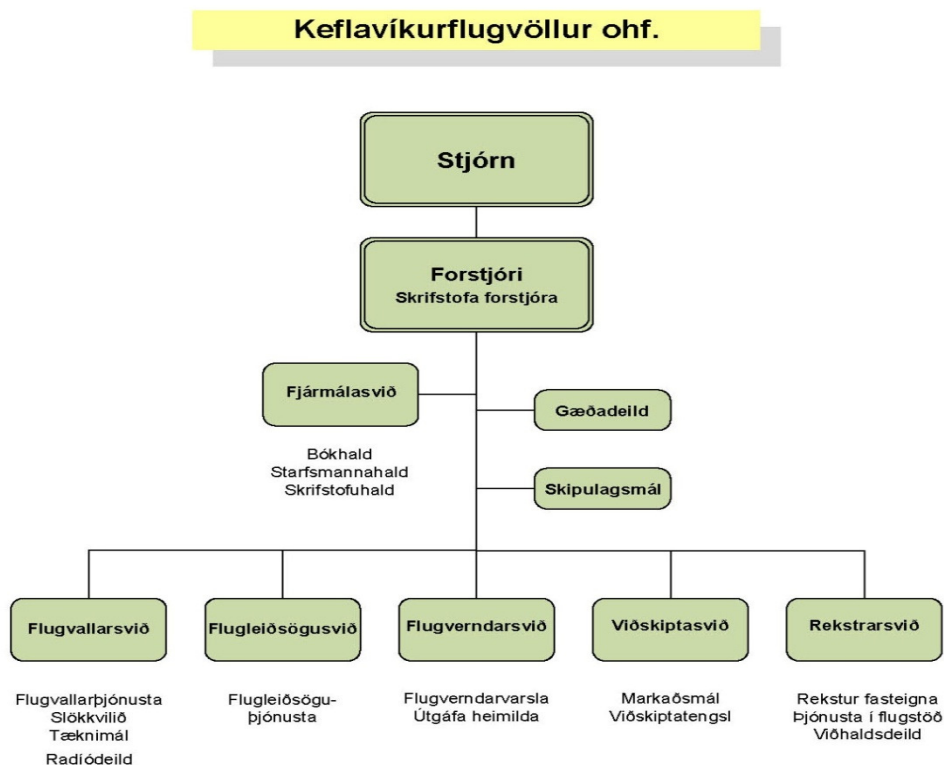 Keflavíkurflugvöllur ohf.
Stjórn
Forstjóri
Skrifstofa forstjóra
Fjármálasvið
Bókhald
Starfsmannahald
Skrifstofuhald
Gæðadeild
Skipulagsmál
Flugvallarsvið
Flugvallarþjónusta
Slökkvilið
Tæknimál
Radíódeild
Flugleiðsögusvið
Flugleiðsögu-
þjónusta
Flugverndarsvið
Flugverndarvarsla
Útgáfa heimilda
Viðskiptasvið
Markaðsmál
Viðskiptatengsl
Rekstrarsvið
Rekstur fasteigna
Þjónusta í flugstöð
Viðhaldsdeild